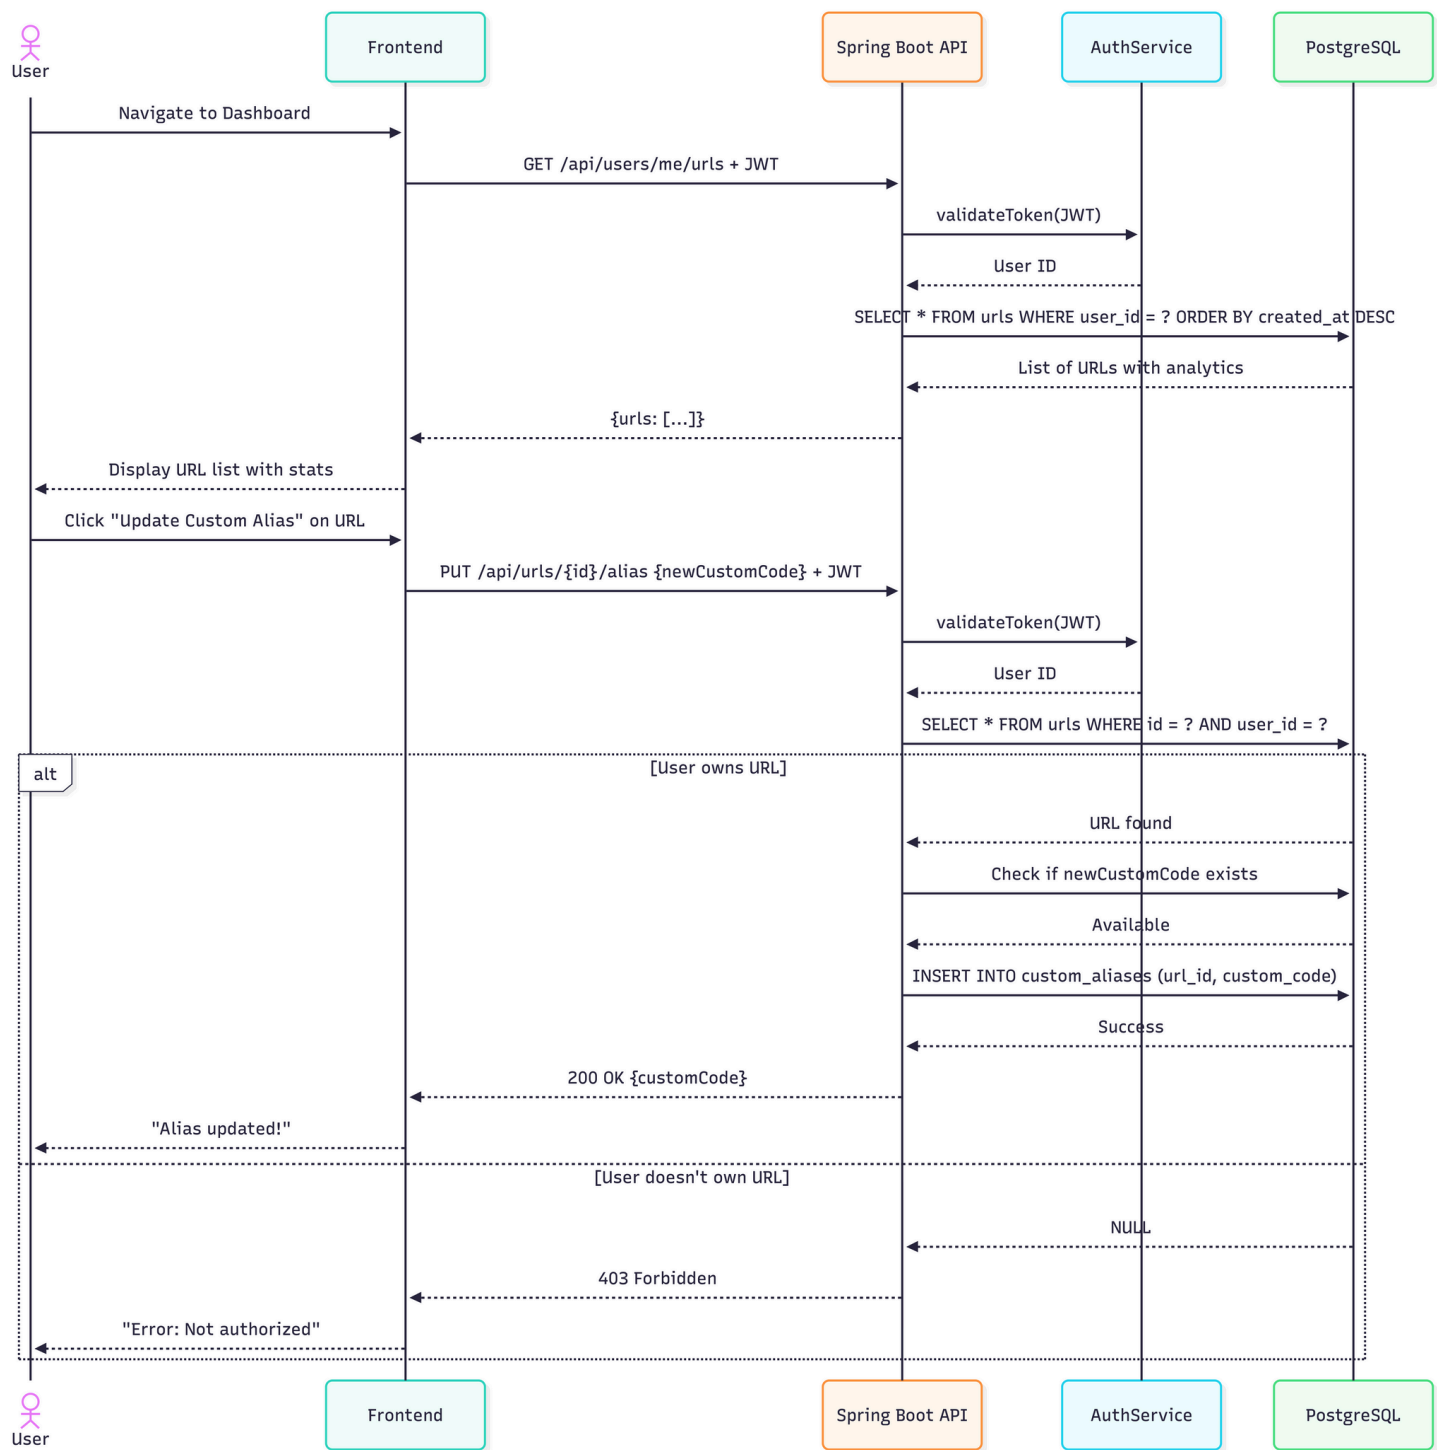 User
Frontend
Spring Boot API
AuthService
PostgreSQL
Navigate to Dashboard
GET /api/users/me/urls + JWT
validateToken(JWT)
User ID
SELECT * FROM urls WHERE user_id = ? ORDER BY created_at DESC
List of URLs with analytics
{urls: [...]}
Display URL list with stats
Click "Update Custom Alias" on URL
PUT /api/urls/{id}/alias {newCustomCode} + JWT
validateToken(JWT)
User ID
SELECT * FROM urls WHERE id = ? AND user_id = ?
alt
[User owns URL]
URL found
Check if newCustomCode exists
Available
INSERT INTO custom_aliases (url_id, custom_code)
Success
200 OK {customCode}
"Alias updated!"
[User doesn't own URL]
NULL
403 Forbidden
"Error: Not authorized"
User
Frontend
Spring Boot API
AuthService
PostgreSQL